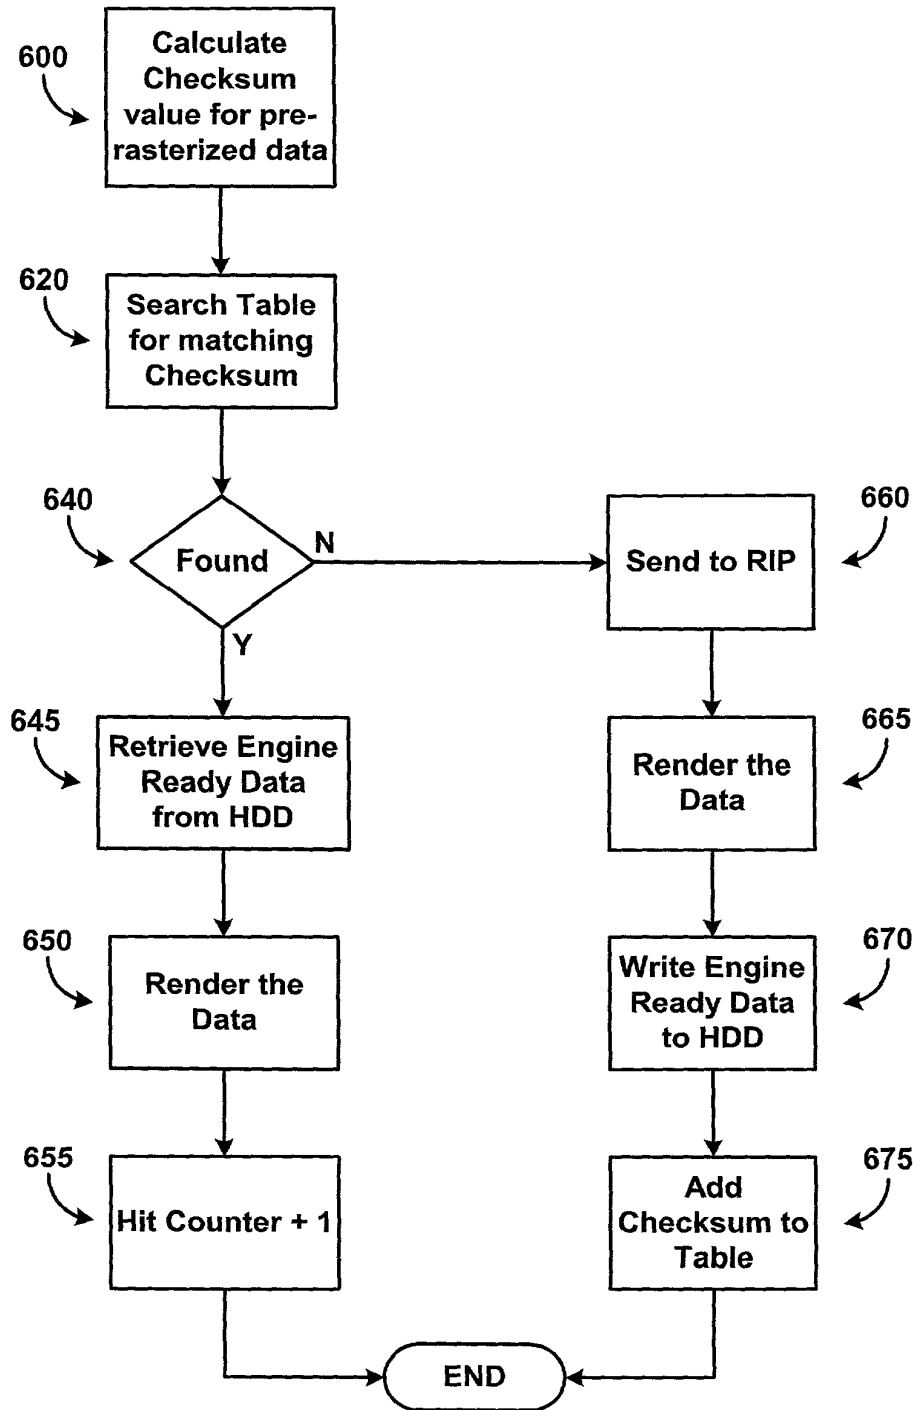 600
Calculate
Checksum
value for pre-
rasterized data
620
Search Table
for matching
Checksum
640
Found
N
Y
660
Send to RIP
645
Retrieve Engine
Ready Data
from HDD
665
Render the
Data
650
Render the
Data
670
Write Engine
Ready Data
to HDD
655
Hit Counter + 1
675
Add
Checksum to
Table
END